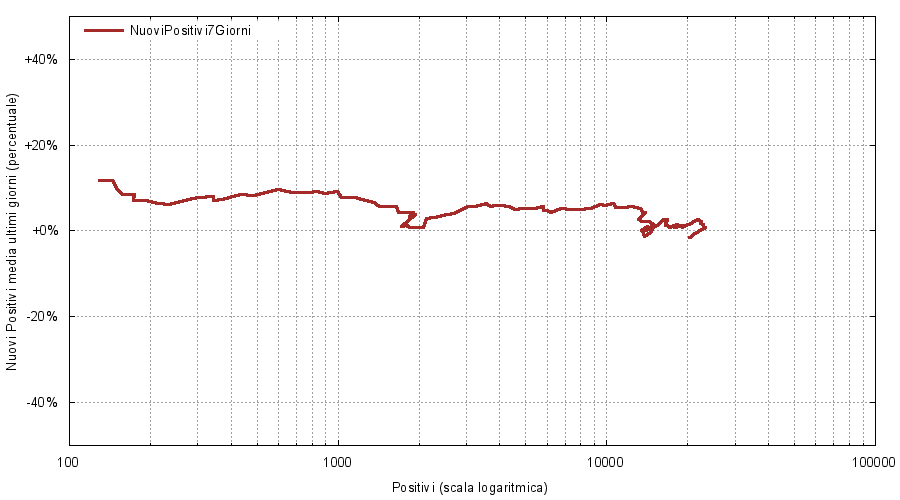 NuoviPositivi7Giorni
+40%
+20%
+0%
-20%
-40%
Nuovi Positivi media ultimi giorni (percentuale)
100 1000 10000 100000
Positivi (scala logaritmica)